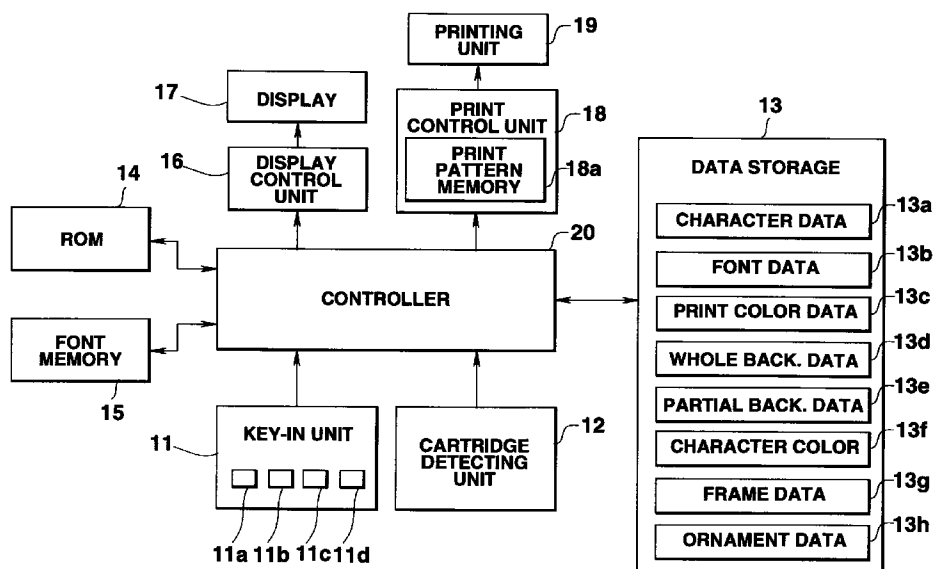 PRINTING
UNIT
19
17
DISPLAY
PRINT
CONTROL UNIT
18
PRINT
PATTERN
MEMORY
18a
16
DISPLAY
CONTROL
UNIT
14
ROM
20
CONTROLLER
FONT
MEMORY
15
11
KEY-IN UNIT
11a 11b 11c 11d
12
CARTRIDGE
DETECTING
UNIT
13
DATA STORAGE
CHARACTER DATA 13a
FONT DATA 13b
PRINT COLOR DATA 13c
WHOLE BACK. DATA 13d
PARTIAL BACK. DATA 13e
CHARACTER COLOR 13f
FRAME DATA 13g
ORNAMENT DATA 13h